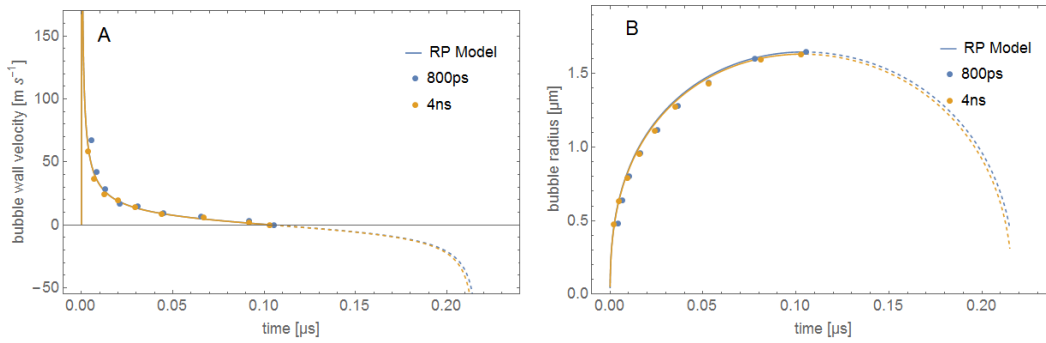 A
RP Model
800ps
4ns
bubble wall velocity [m s⁻¹]
150
100
50
0
−50
0.00 0.05 0.10 0.15 0.20
time [µs]
B
RP Model
800ps
4ns
bubble radius [µm]
1.5
1.0
0.5
0.0
0.00 0.05 0.10 0.15 0.20
time [µs]